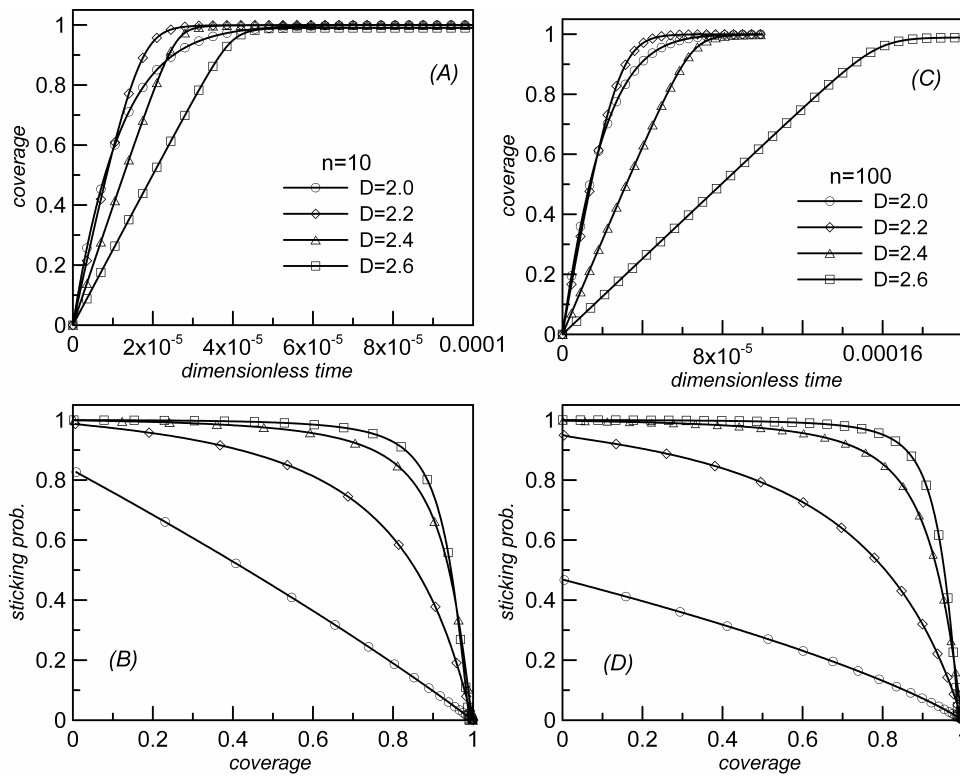 1
0.8
0.6
0.4
0.2
0
coverage
(A)
n=10
D=2.0
D=2.2
D=2.4
D=2.6
0
2x10-5
4x10-5
6x10-5
8x10-5
0.0001
dimensionless time
1
0.8
0.6
0.4
0.2
0
coverage
(C)
n=100
D=2.0
D=2.2
D=2.4
D=2.6
0
8x10-5
0.00016
dimensionless time
1
0.8
0.6
0.4
0.2
0
sticking prob.
(B)
0
0.2
0.4
0.6
0.8
1
coverage
1
0.8
0.6
0.4
0.2
0
sticking prob.
(D)
0
0.2
0.4
0.6
0.8
1
coverage